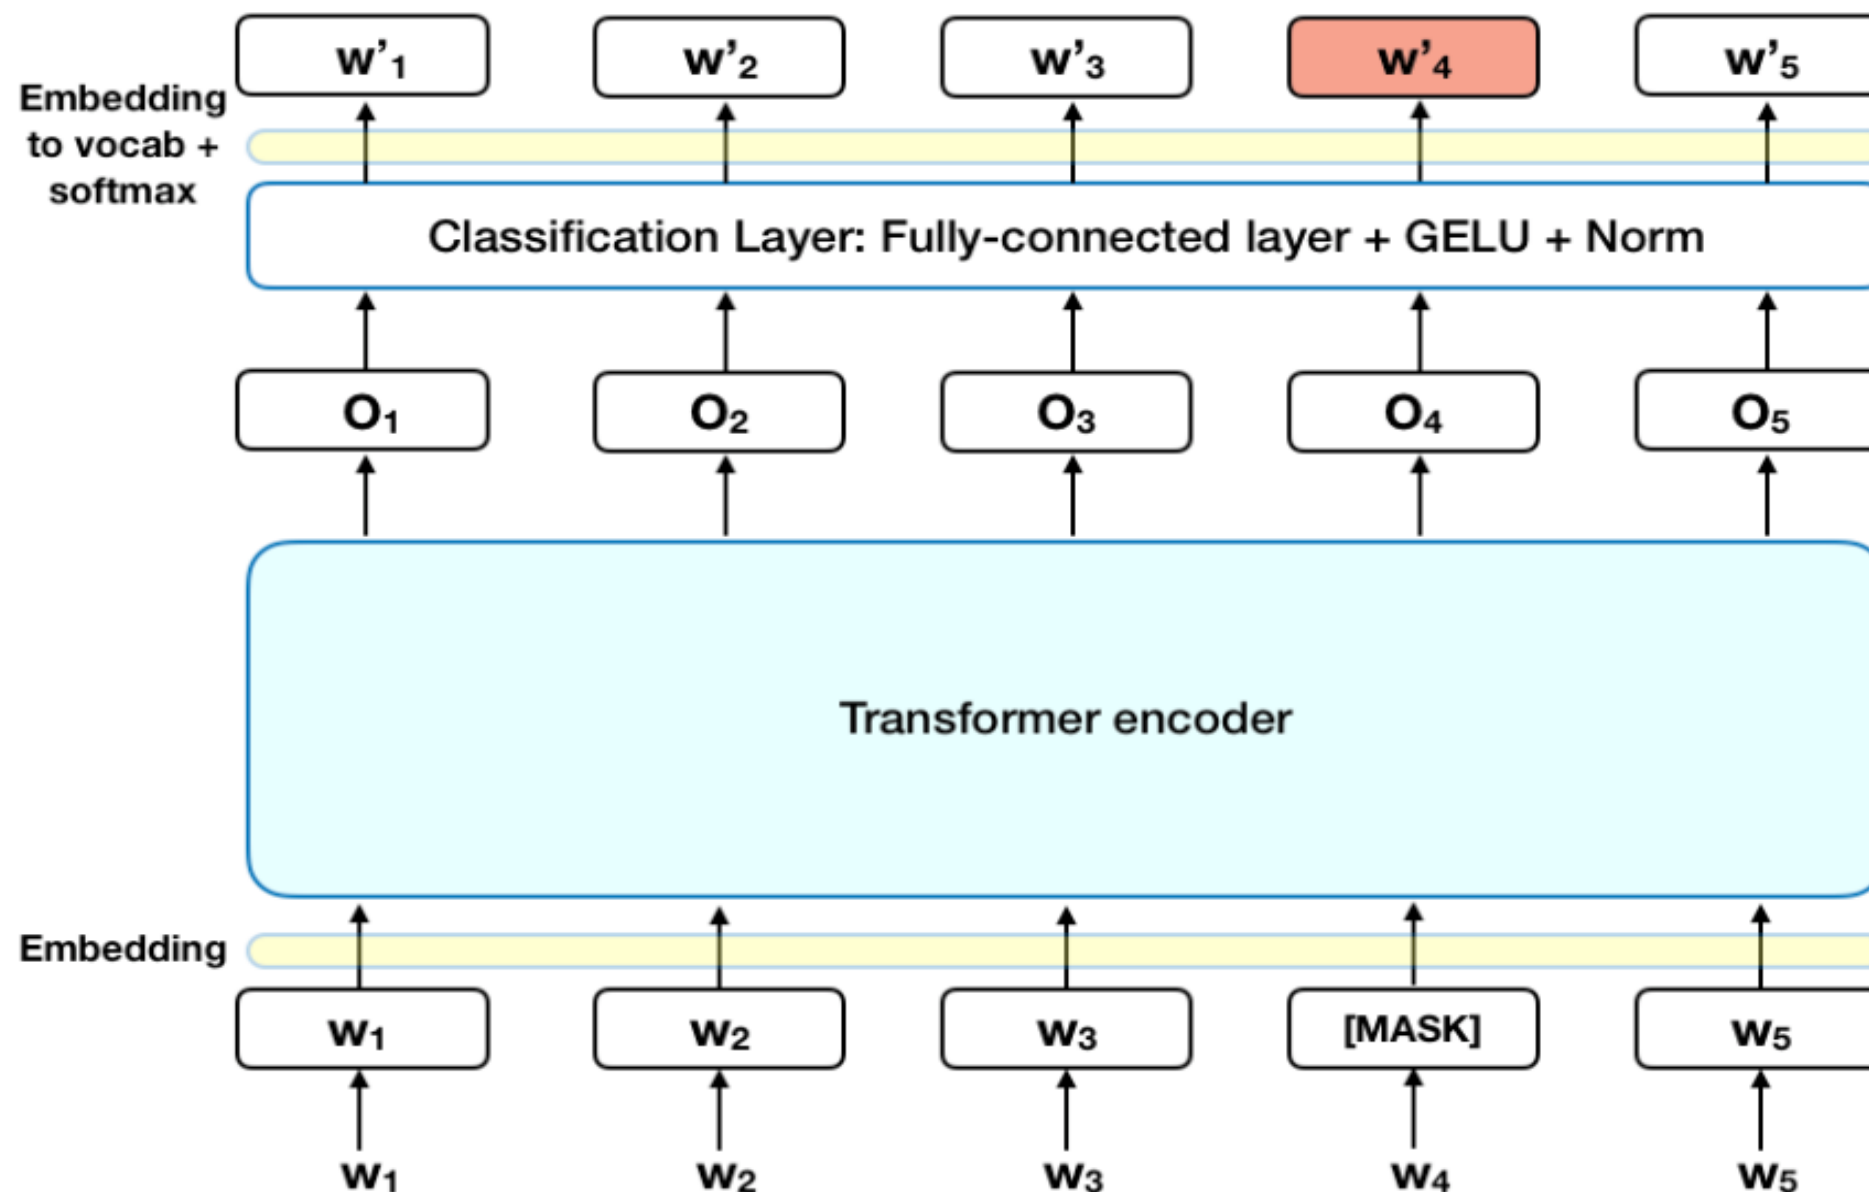 w’₁ w’₂ w’₃ w’₄ w’₅
Embedding
to vocab +
softmax
Classification Layer: Fully-connected layer + GELU + Norm
O₁ O₂ O₃ O₄ O₅
Transformer encoder
Embedding
w₁ w₂ w₃ [MASK] w₅
w₁ w₂ w₃ w₄ w₅